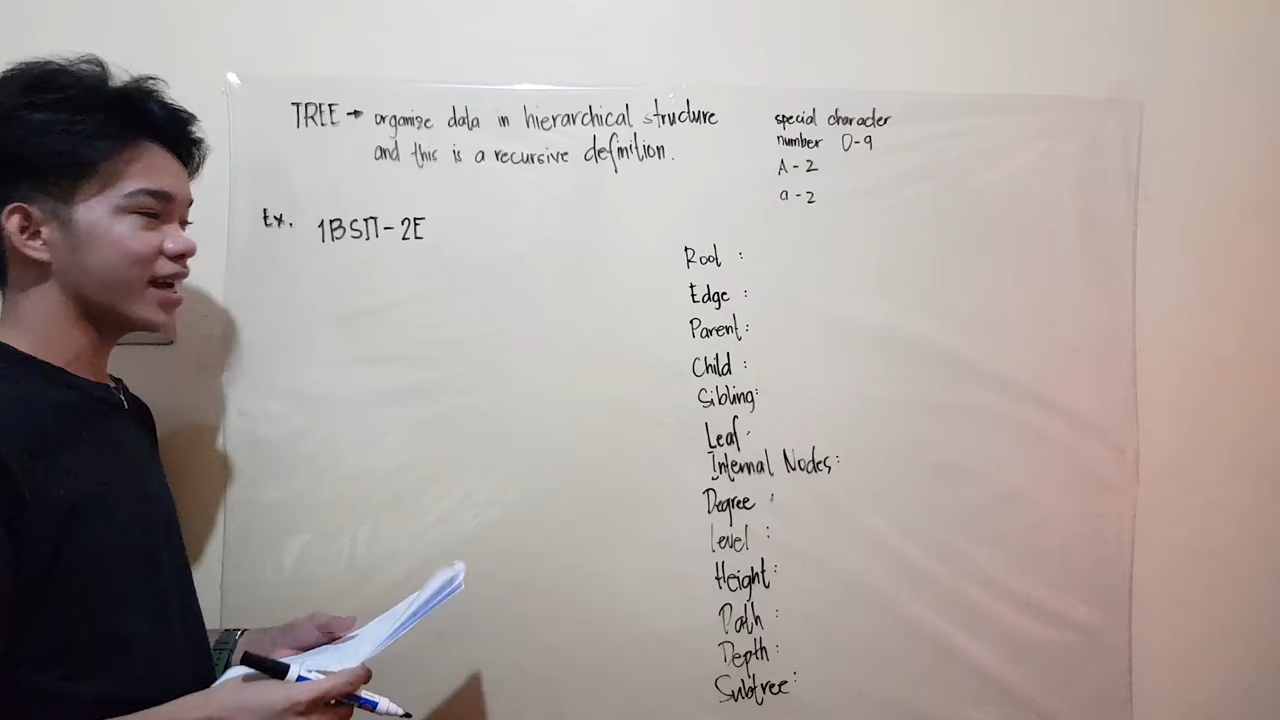 TREE → organize data in hierarchical structure
and this is a recursive definition.
special character
number 0-9
A-Z
a-z
Ex. 1BSIT-2E
Root :
Edge :
Parent:
Child :
Sibling:
Leaf:
Internal Nodes:
Degree :
level :
Height:
Path :
Depth:
Subtree: